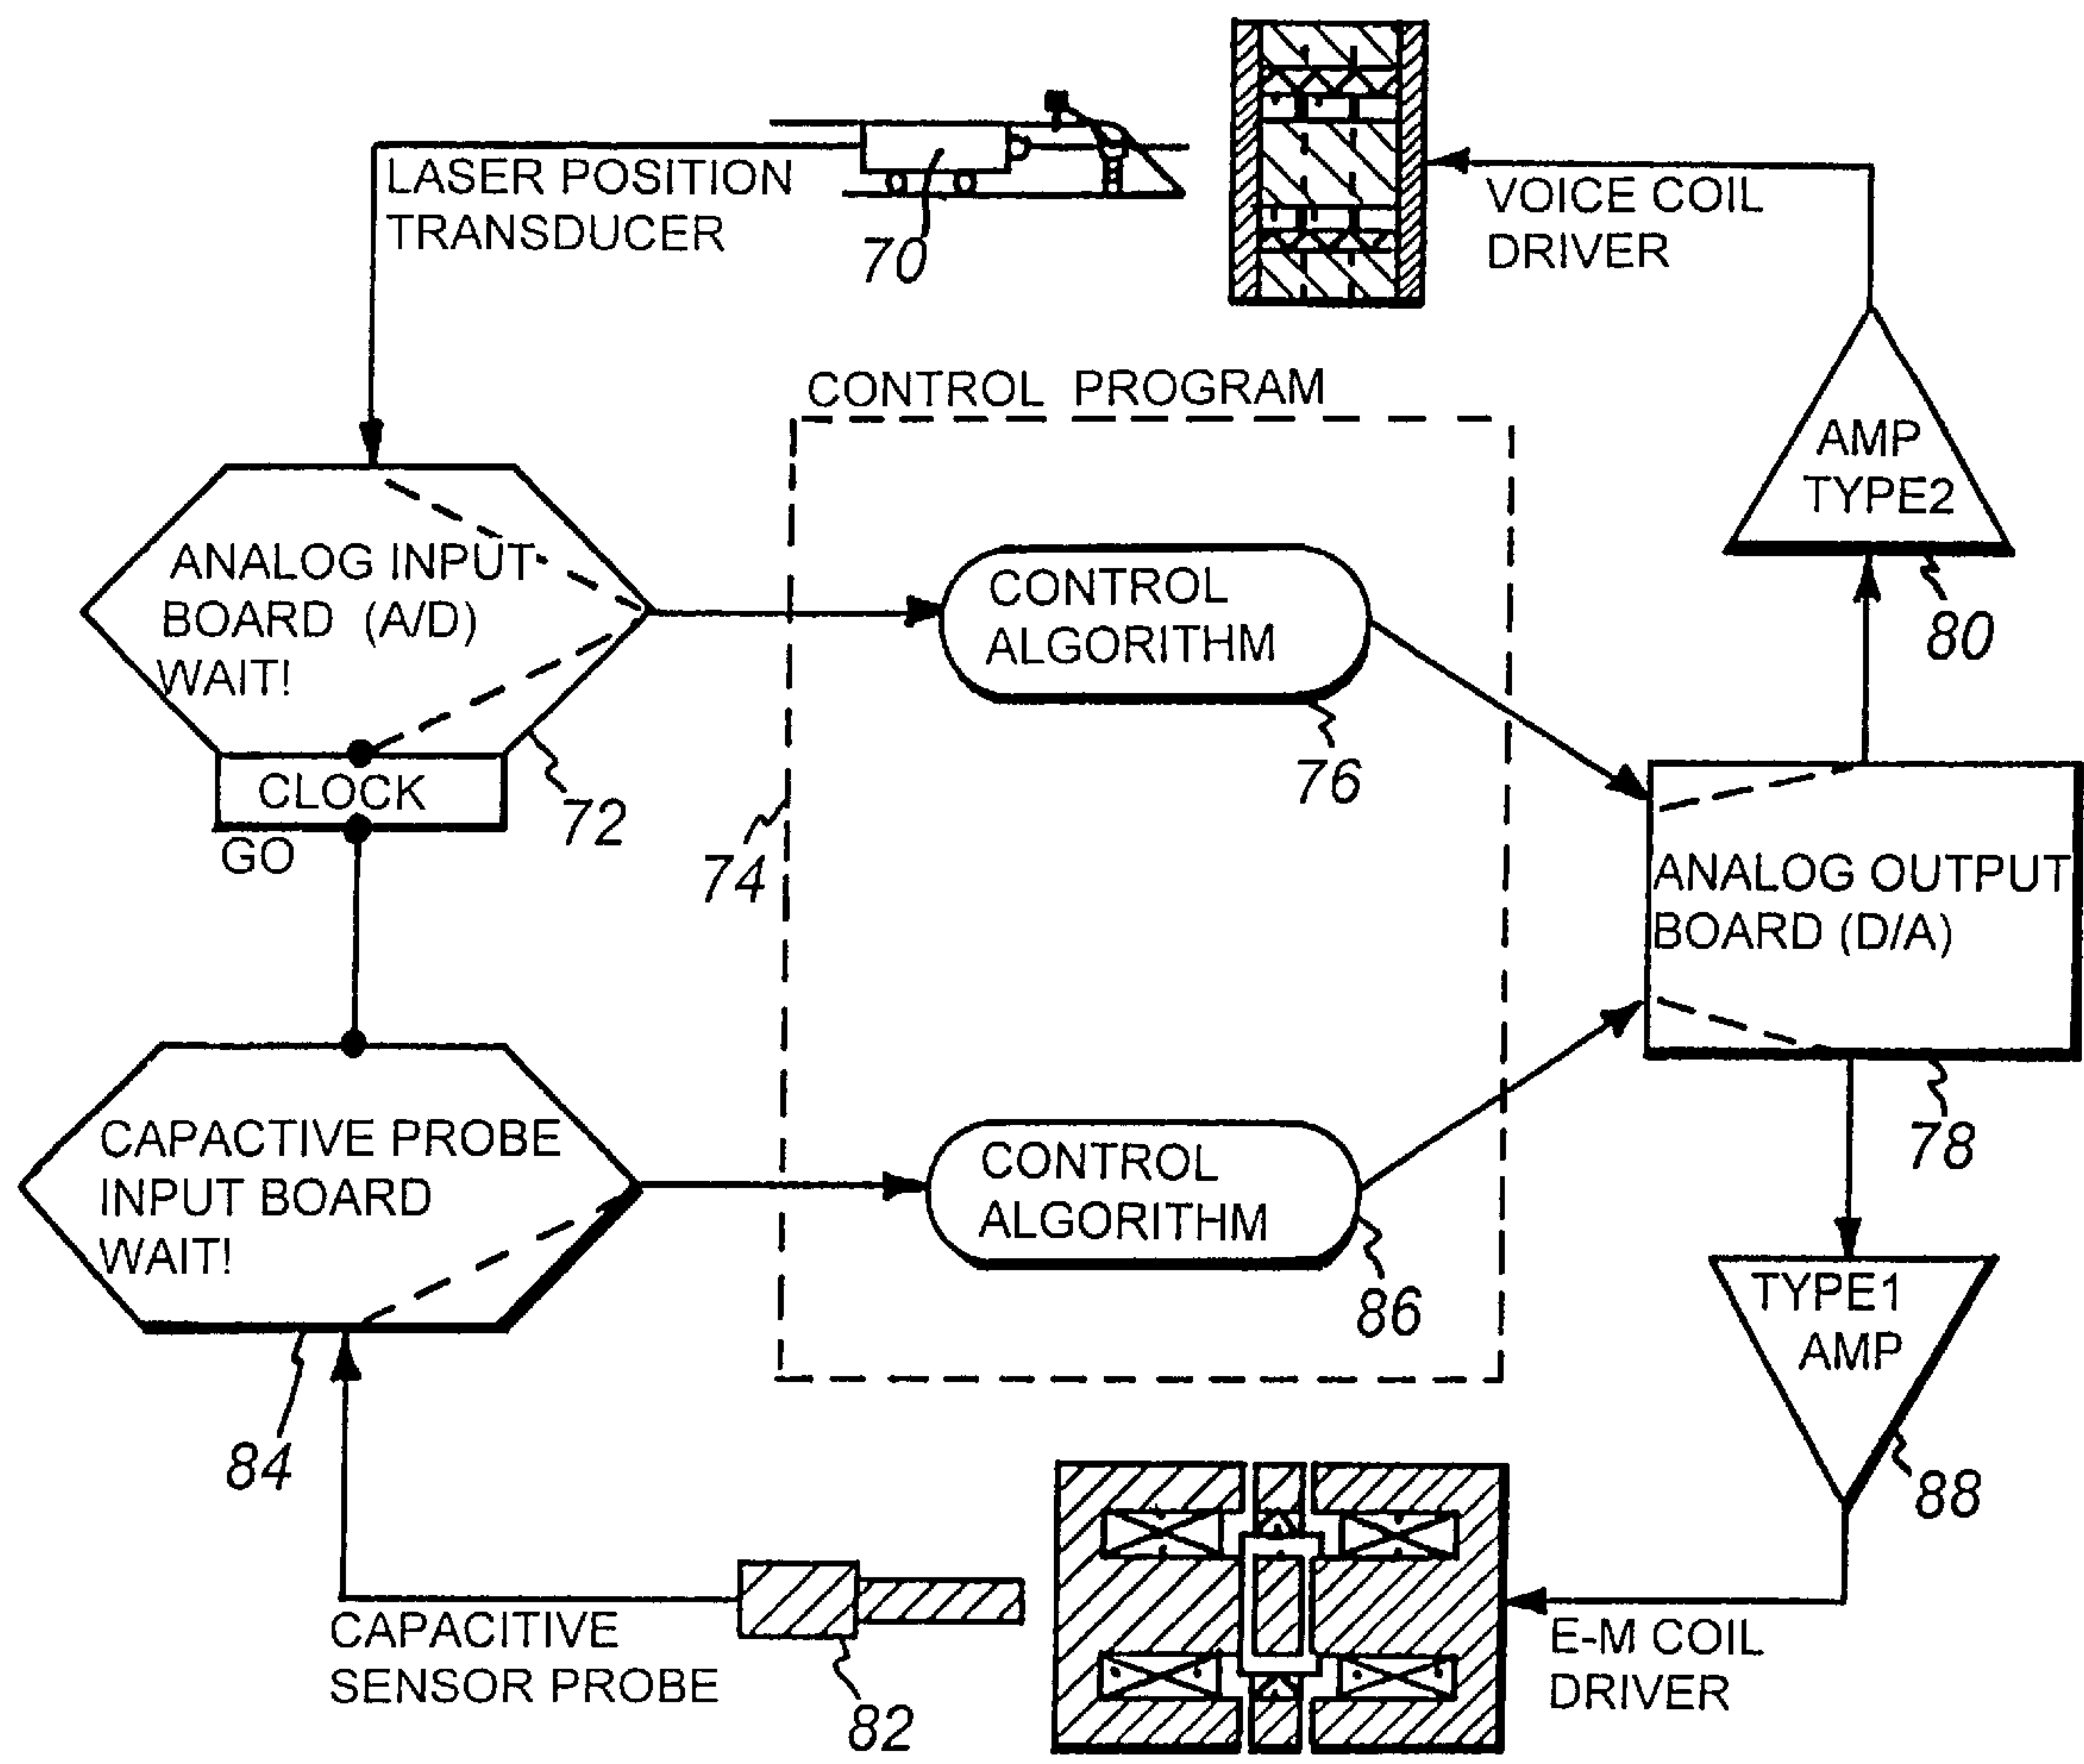 LASER POSITION
TRANSDUCER
70
VOICE COIL
DRIVER
CONTROL PROGRAM
AMP
TYPE2
80
ANALOG INPUT
BOARD (A/D)
WAIT!
CLOCK
GO
72
74
CONTROL
ALGORITHM
76
ANALOG OUTPUT
BOARD (D/A)
78
CAPACTIVE PROBE
INPUT BOARD
WAIT!
84
CONTROL
ALGORITHM
86
TYPE1
AMP
88
CAPACITIVE
SENSOR PROBE
82
E-M COIL
DRIVER